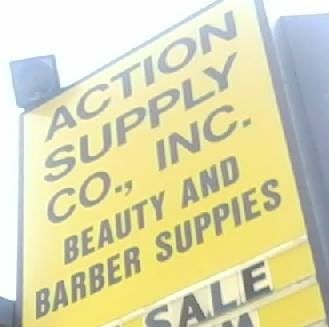 ACTION
SUPPLY
CO., INC.
BEAUTY AND
BARBER SUPPIES
SALE